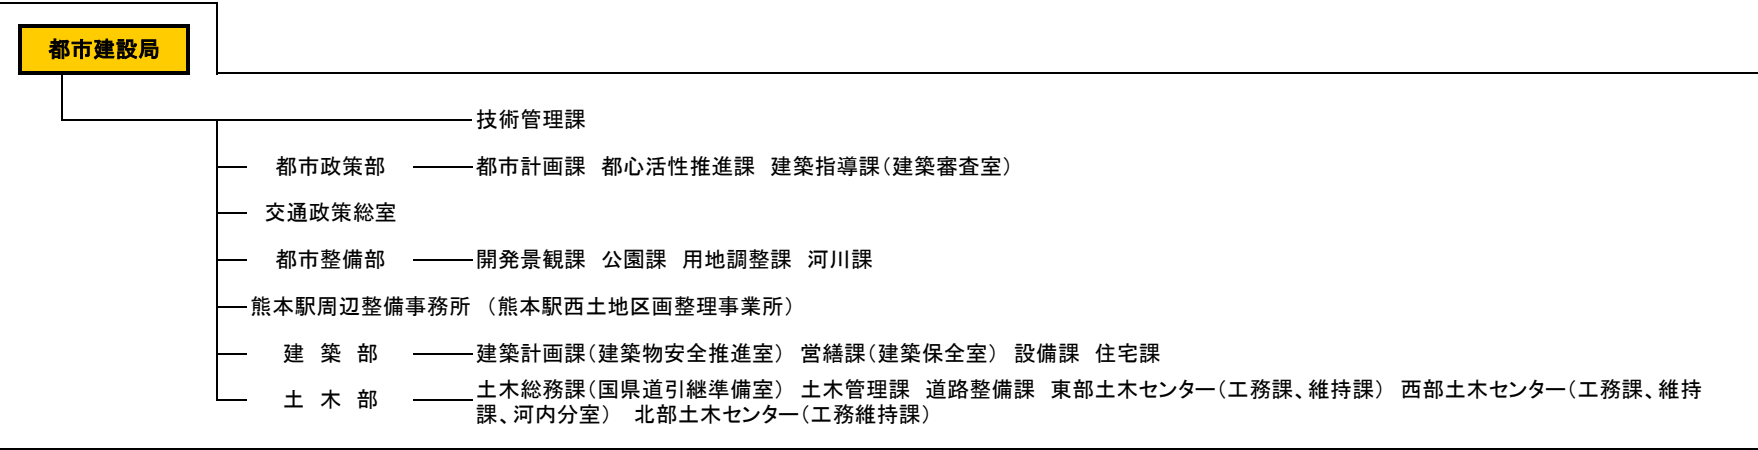 都市建設局
技術管理課
都市政策部 都市計画課 都心活性推進課 建築指導課(建築審査室)
交通政策総室
都市整備部 開発景観課 公園課 用地調整課 河川課
熊本駅周辺整備事務所 (熊本駅西土地区画整理事業所)
建 築 部 建築計画課(建築物安全推進室) 営繕課(建築保全室) 設備課 住宅課
土 木 部 土木総務課(国県道引継準備室) 土木管理課 道路整備課 東部土木センター(工務課、維持課) 西部土木センター(工務課、維持
課、河内分室) 北部土木センター(工務維持課)